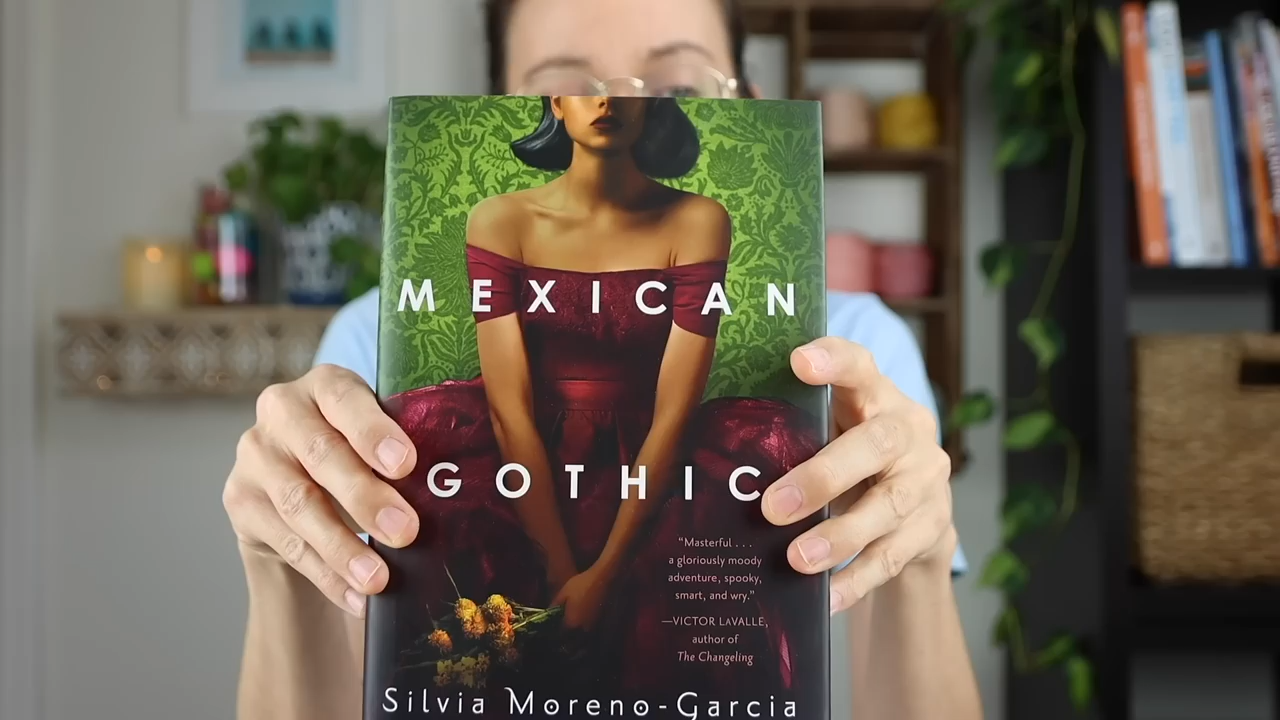 MEXICAN
GOTHIC
“Masterful . . .
a gloriously moody
adventure, spooky,
smart, and wry.”
—VICTOR LAVALLE,
author of
The Changeling
Silvia Moreno-Garcia